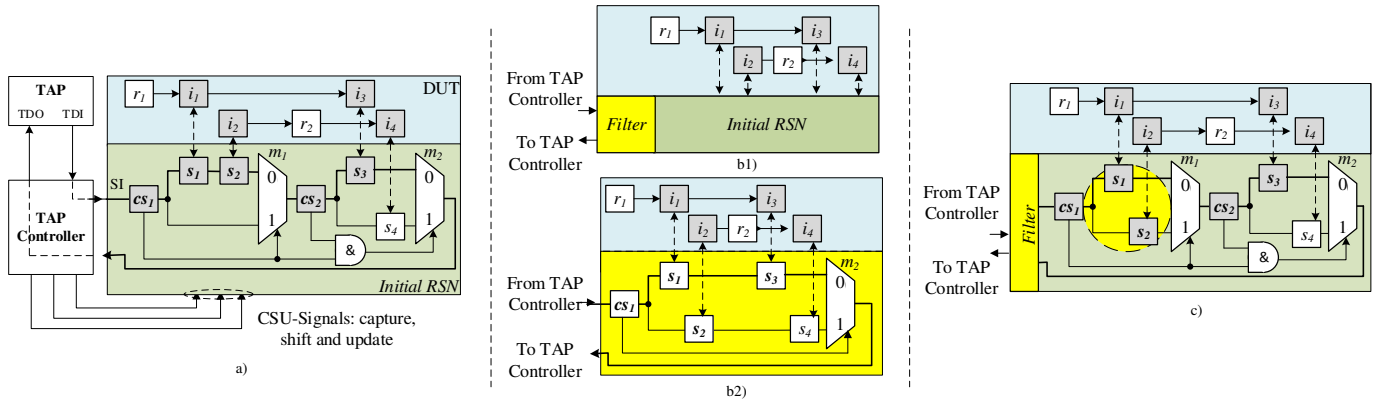 TAP
TDO TDI
TAP
Controller
SI
DUT
r1
i1
i3
i2
r2
i4
s1
s2
m1
s3
m2
0
1
cs1
cs2
0
1
s4
&
Initial RSN
CSU-Signals: capture,
shift and update
a)
r1
i1
i3
i2
r2
i4
From TAP
Controller
To TAP
Controller
Filter
Initial RSN
b1)
r1
i1
i3
i2
r2
i4
From TAP
Controller
To TAP
Controller
cs1
s1
s3
m2
0
1
s2
s4
b2)
r1
i1
i3
i2
r2
i4
From TAP
Controller
To TAP
Controller
Filter
cs1
s1
m1
0
1
s2
cs2
s3
m2
0
1
s4
&
Initial RSN
c)